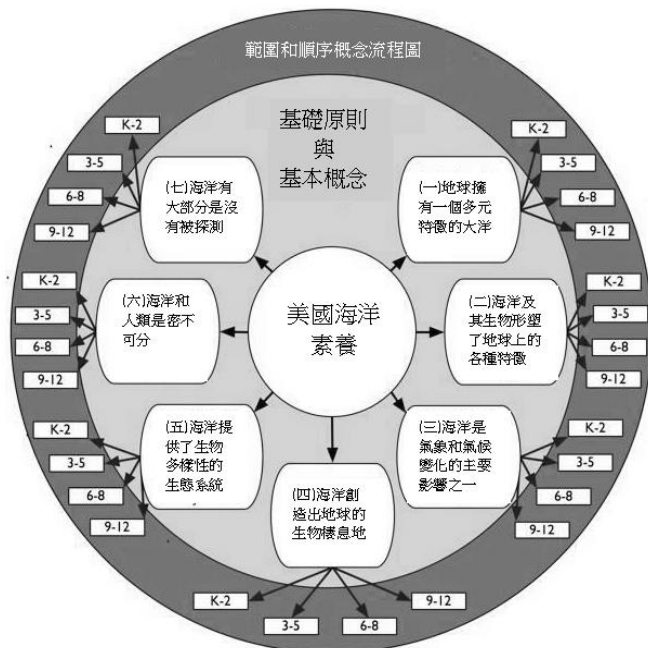 範圍和順序概念流程圖
基礎原則
與
基本概念
美國海洋
素養
(一)地球擁
有一個多元
特徵的大洋
K-2
3-5
6-8
9-12
(二)海洋及
其生物形塑
了地球上的
各種特徵
K-2
3-5
6-8
9-12
(三)海洋是
氣象和氣候
變化的主要
影響之一
K-2
3-5
6-8
9-12
(四)海洋創
造出地球的
生物棲息地
K-2
3-5
6-8
9-12
(五)海洋提
供了生物
多樣性的
生態系統
K-2
3-5
6-8
9-12
(六)海洋和
人類是密不
可分
K-2
3-5
6-8
9-12
(七)海洋有
大部分是沒
有被探測
K-2
3-5
6-8
9-12